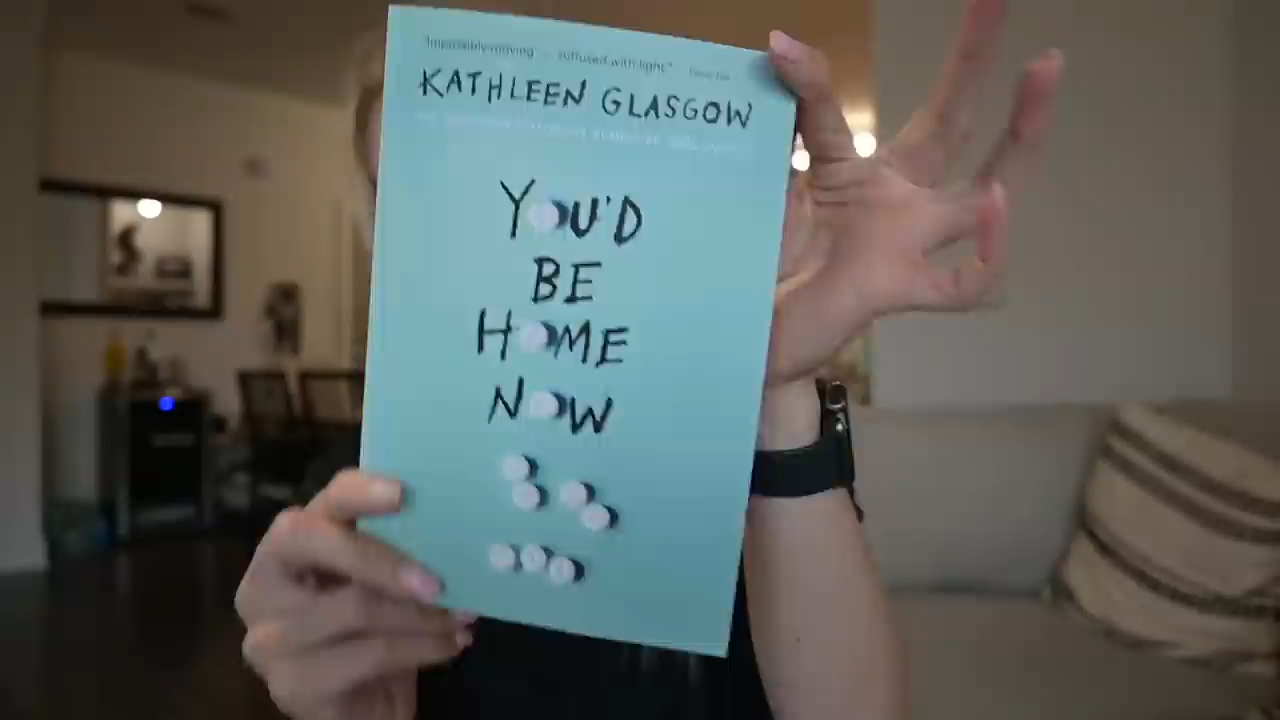 "Impossibly moving ... suffused with light."
KATHLEEN GLASGOW
YOU'D
BE
HOME
NOW